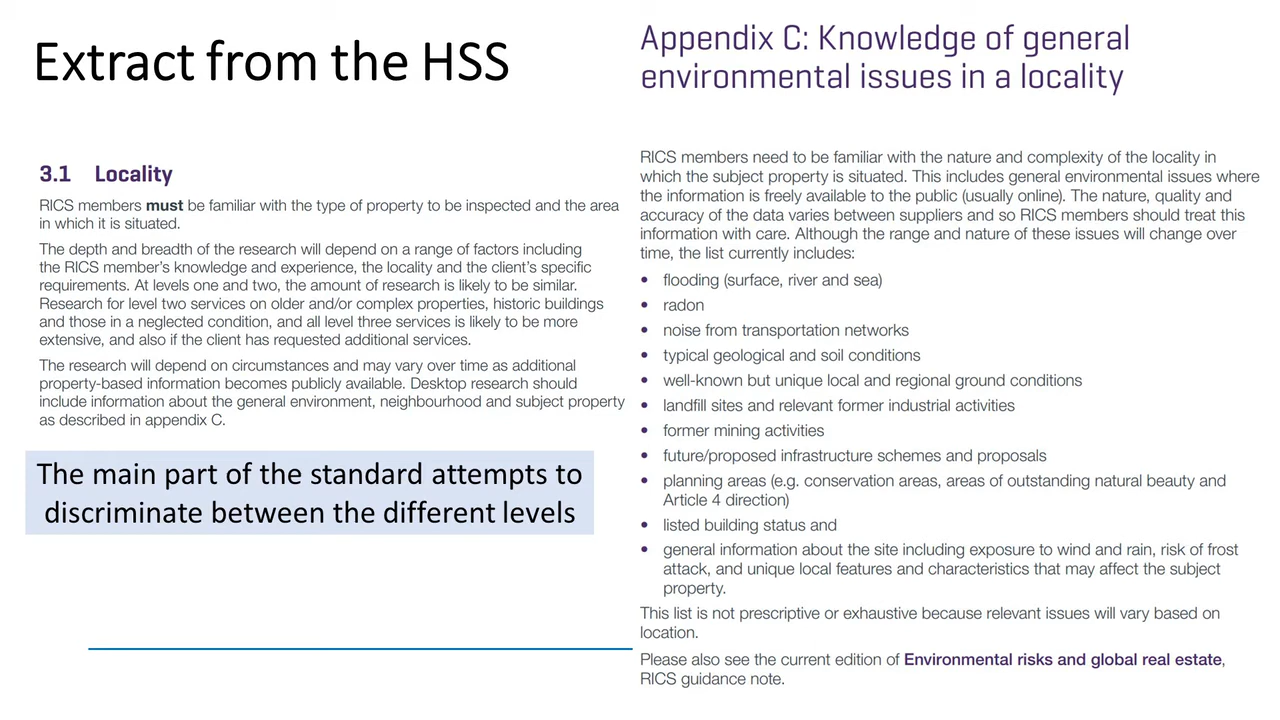 Extract from the HSS
3.1 Locality
RICS members must be familiar with the type of property to be inspected and the area
in which it is situated.
The depth and breadth of the research will depend on a range of factors including
the RICS member's knowledge and experience, the locality and the client's specific
requirements. At levels one and two, the amount of research is likely to be similar.
Research for level two services on older and/or complex properties, historic buildings
and those in a neglected condition, and all level three services is likely to be more
extensive, and also if the client has requested additional services.
The research will depend on circumstances and may vary over time as additional
property-based information becomes publicly available. Desktop research should
include information about the general environment, neighbourhood and subject property
as described in appendix C.
The main part of the standard attempts to
discriminate between the different levels
Appendix C: Knowledge of general
environmental issues in a locality
RICS members need to be familiar with the nature and complexity of the locality in
which the subject property is situated. This includes general environmental issues where
the information is freely available to the public (usually online). The nature, quality and
accuracy of the data varies between suppliers and so RICS members should treat this
information with care. Although the range and nature of these issues will change over
time, the list currently includes:
• flooding (surface, river and sea)
• radon
• noise from transportation networks
• typical geological and soil conditions
• well-known but unique local and regional ground conditions
• landfill sites and relevant former industrial activities
• former mining activities
• future/proposed infrastructure schemes and proposals
• planning areas (e.g. conservation areas, areas of outstanding natural beauty and
Article 4 direction)
• listed building status and
• general information about the site including exposure to wind and rain, risk of frost
attack, and unique local features and characteristics that may affect the subject
property.
This list is not prescriptive or exhaustive because relevant issues will vary based on
location.
Please also see the current edition of Environmental risks and global real estate,
RICS guidance note.